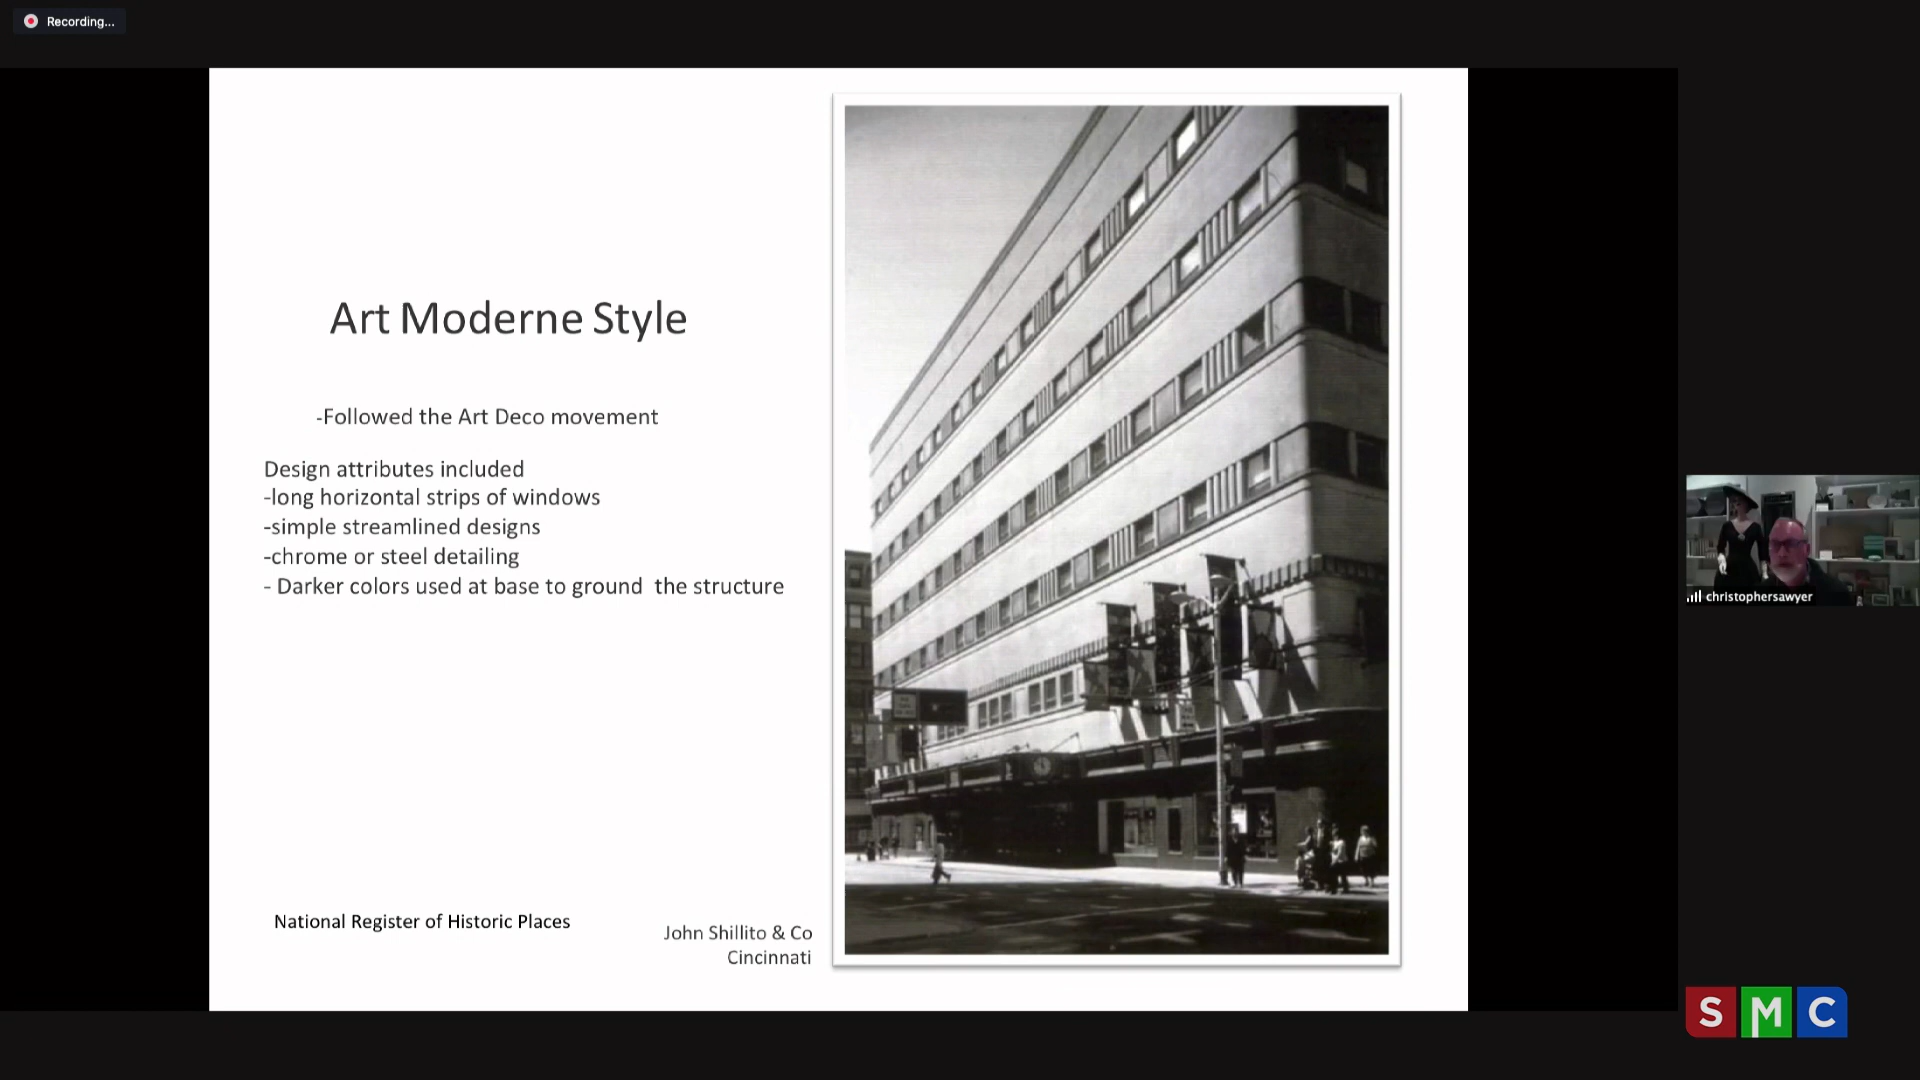 Recording...
Art Moderne Style
-Followed the Art Deco movement
Design attributes included
-long horizontal strips of windows
-simple streamlined designs
-chrome or steel detailing
- Darker colors used at base to ground  the structure
National Register of Historic Places
John Shillito & Co
Cincinnati
christophersawyer
SMC